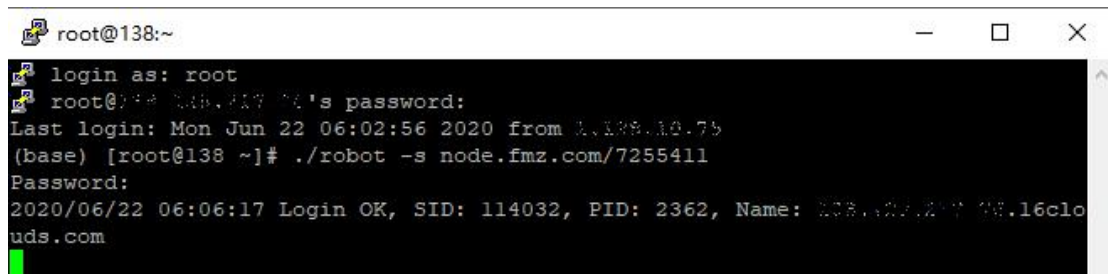 root@138:~
login as: root
root@'s password:
Last login: Mon Jun 22 06:02:56 2020 from
(base) [root@138 ~]# ./robot -s node.fmz.com/7255411
Password:
2020/06/22 06:06:17 Login OK, SID: 114032, PID: 2362, Name: .16clo
uds.com